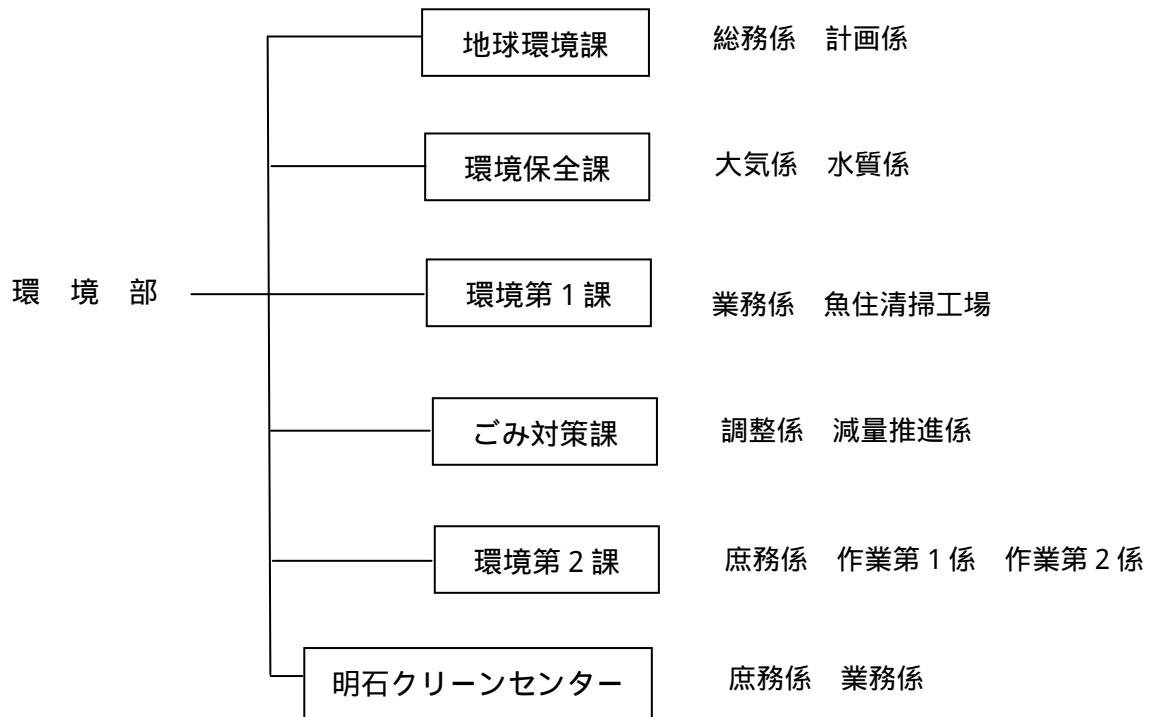 地球環境課　総務係　計画係
環境保全課　大気係　水質係
環　境　部　環境第１課　業務係　魚住清掃工場
ごみ対策課　調整係　減量推進係
環境第２課　庶務係　作業第１係　作業第２係
明石クリーンセンター　庶務係　業務係